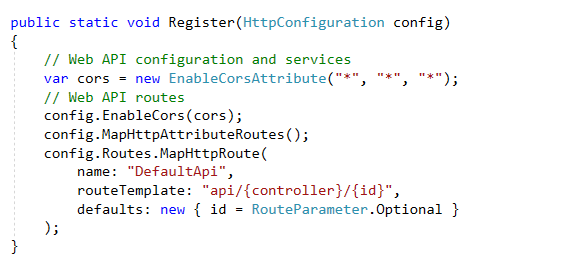 public static void Register(HttpConfiguration config)
{
    // Web API configuration and services
    var cors = new EnableCorsAttribute("*", "*", "*");
    // Web API routes
    config.EnableCors(cors);
    config.MapHttpAttributeRoutes();
    config.Routes.MapHttpRoute(
        name: "DefaultApi",
        routeTemplate: "api/{controller}/{id}",
        defaults: new { id = RouteParameter.Optional }
    );
}